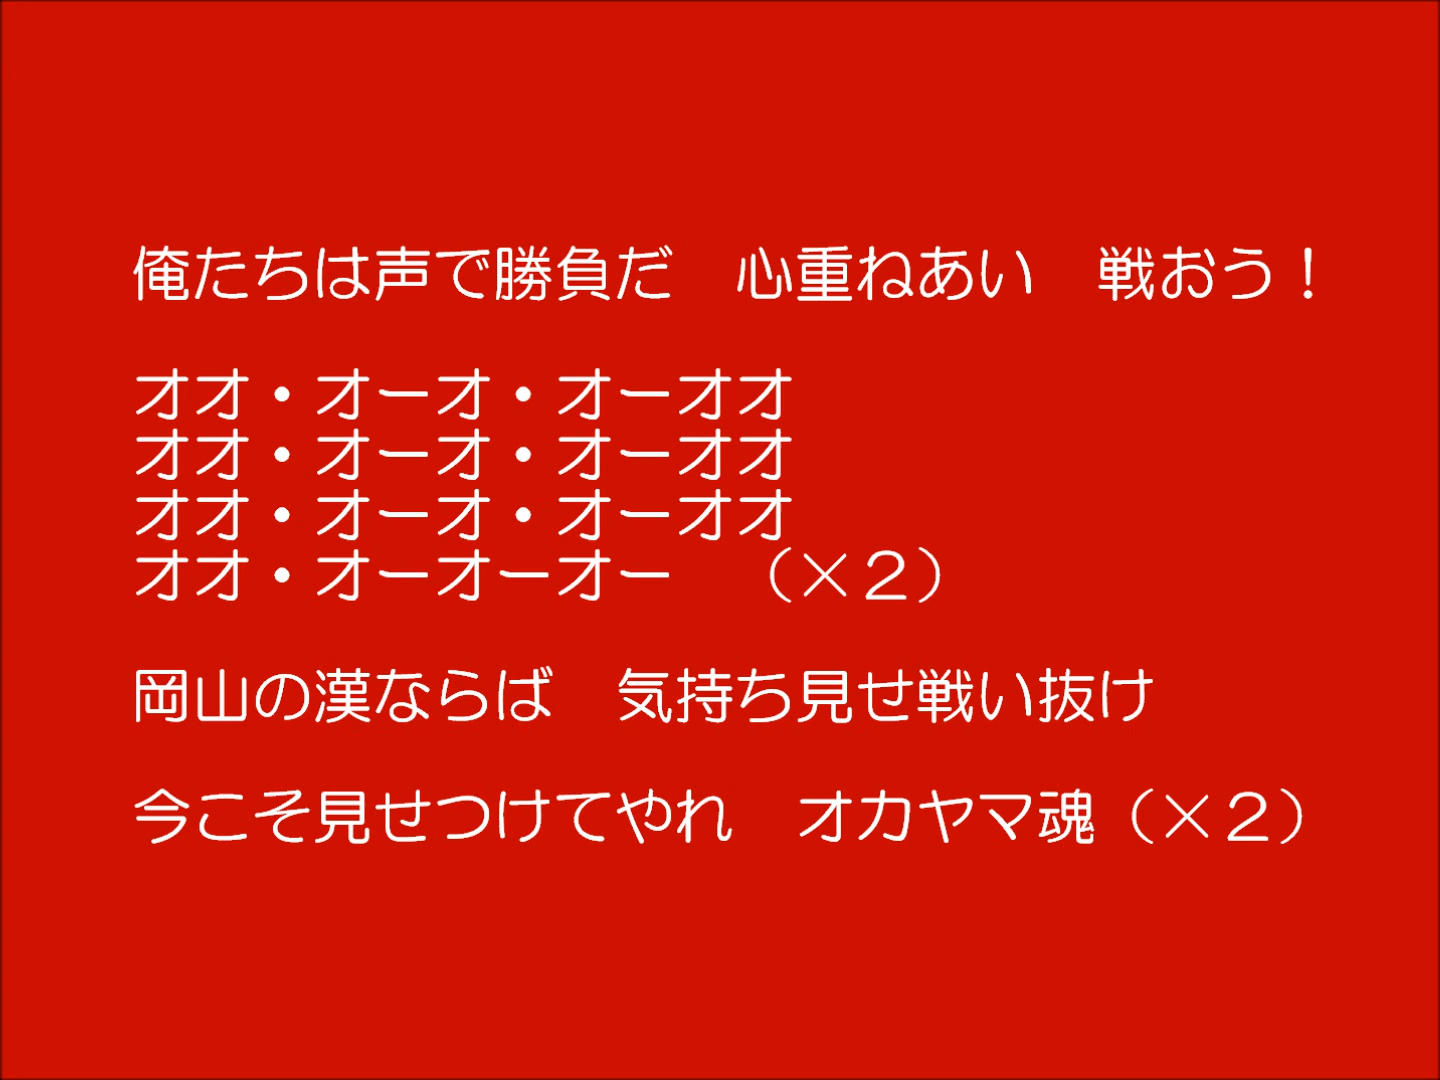 俺たちは声で勝負だ　心重ねあい　戦おう！
オオ・オーオ・オーオオ
オオ・オーオ・オーオオ
オオ・オーオ・オーオオ
オオ・オーオーオー　（×２）
岡山の漢ならば　気持ち見せ戦い抜け
今こそ見せつけてやれ　オカヤマ魂（×２）